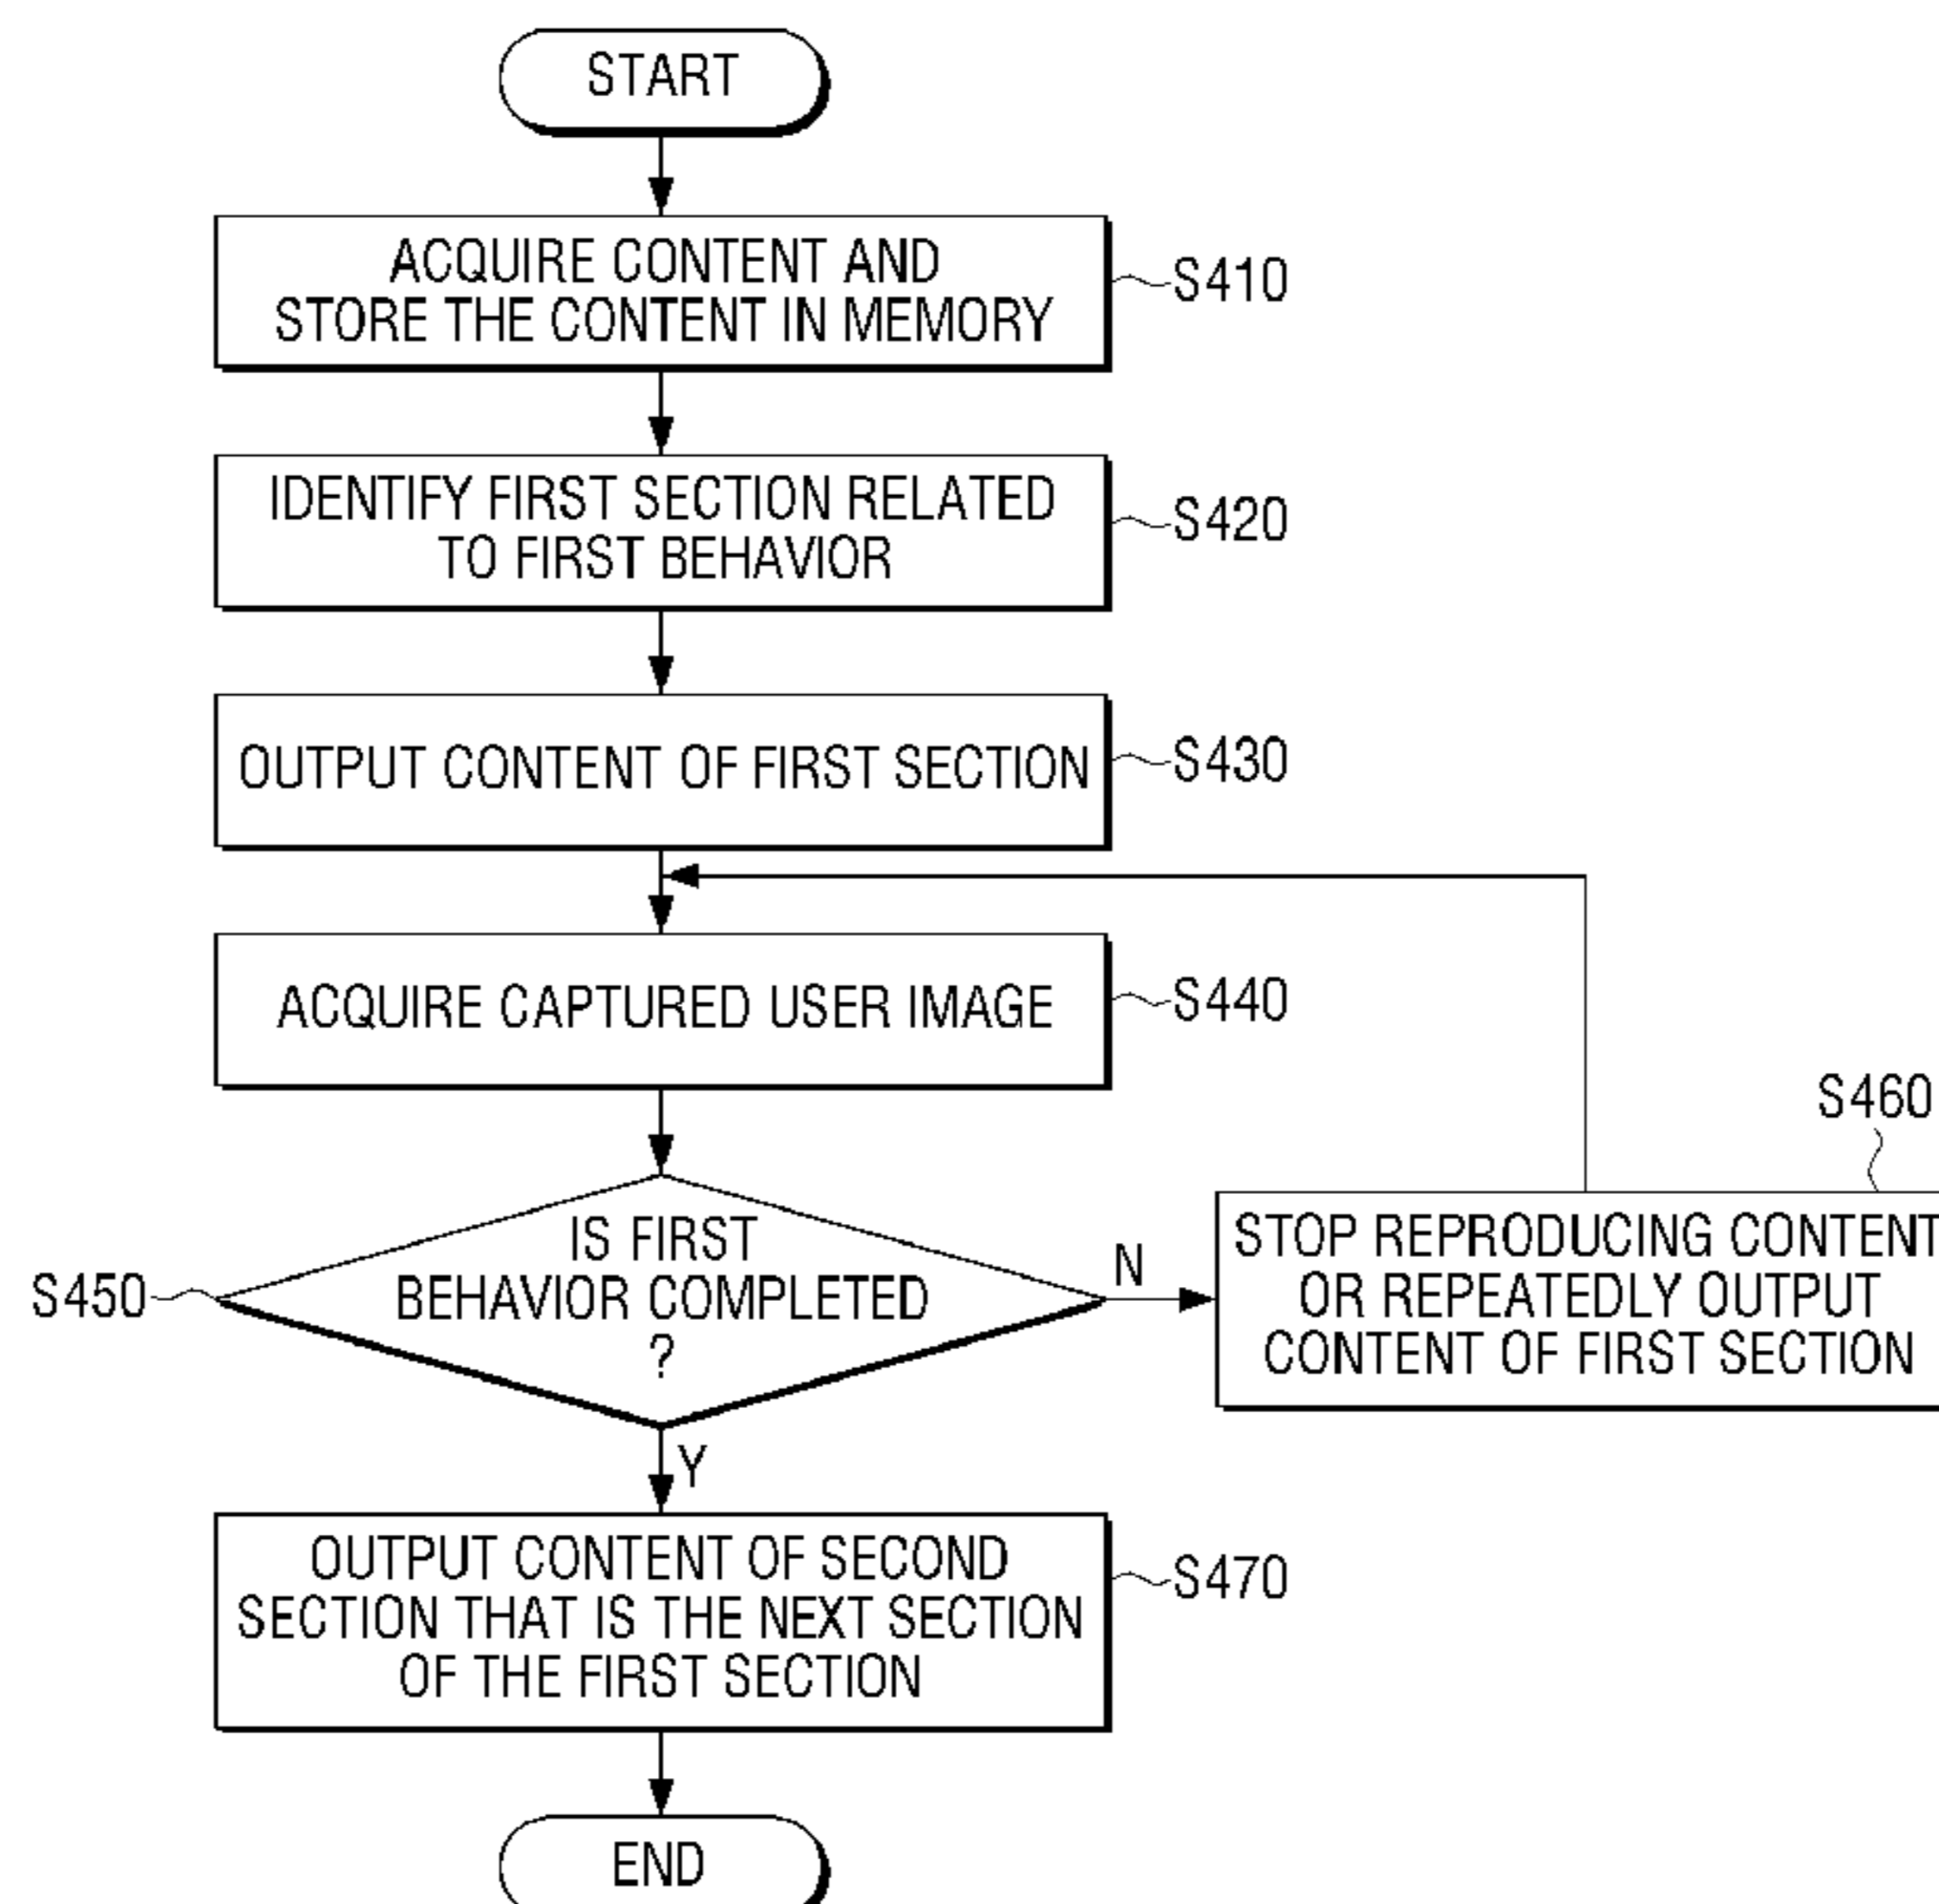 START
ACQUIRE CONTENT AND
STORE THE CONTENT IN MEMORY
S410
IDENTIFY FIRST SECTION RELATED
TO FIRST BEHAVIOR
S420
OUTPUT CONTENT OF FIRST SECTION
S430
ACQUIRE CAPTURED USER IMAGE
S440
IS FIRST
BEHAVIOR COMPLETED
?
S450
N
S460
STOP REPRODUCING CONTENT
OR REPEATEDLY OUTPUT
CONTENT OF FIRST SECTION
Y
OUTPUT CONTENT OF SECOND
SECTION THAT IS THE NEXT SECTION
OF THE FIRST SECTION
S470
END